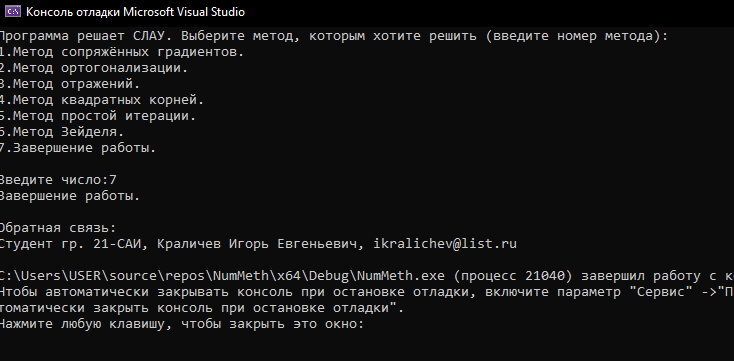 Консоль отладки Microsoft Visual Studio
Программа решает СЛАУ. Выберите метод, которым хотите решить (введите номер метода):
1.Метод сопряжённых градиентов.
2.Метод ортогонализации.
3.Метод отражений.
4.Метод квадратных корней.
5.Метод простой итерации.
6.Метод Зейделя.
7.Завершение работы.
Введите число:7
Завершение работы.
Обратная связь:
Студент гр. 21-САИ, Краличев Игорь Евгеньевич, ikralichev@list.ru
C:\Users\USER\source\repos\NumMeth\x64\Debug\NumMeth.exe (процесс 21040) завершил работу с
Чтобы автоматически закрывать консоль при остановке отладки, включите параметр "Сервис" ->"П
томатически закрыть консоль при остановке отладки".
Нажмите любую клавишу, чтобы закрыть это окно: